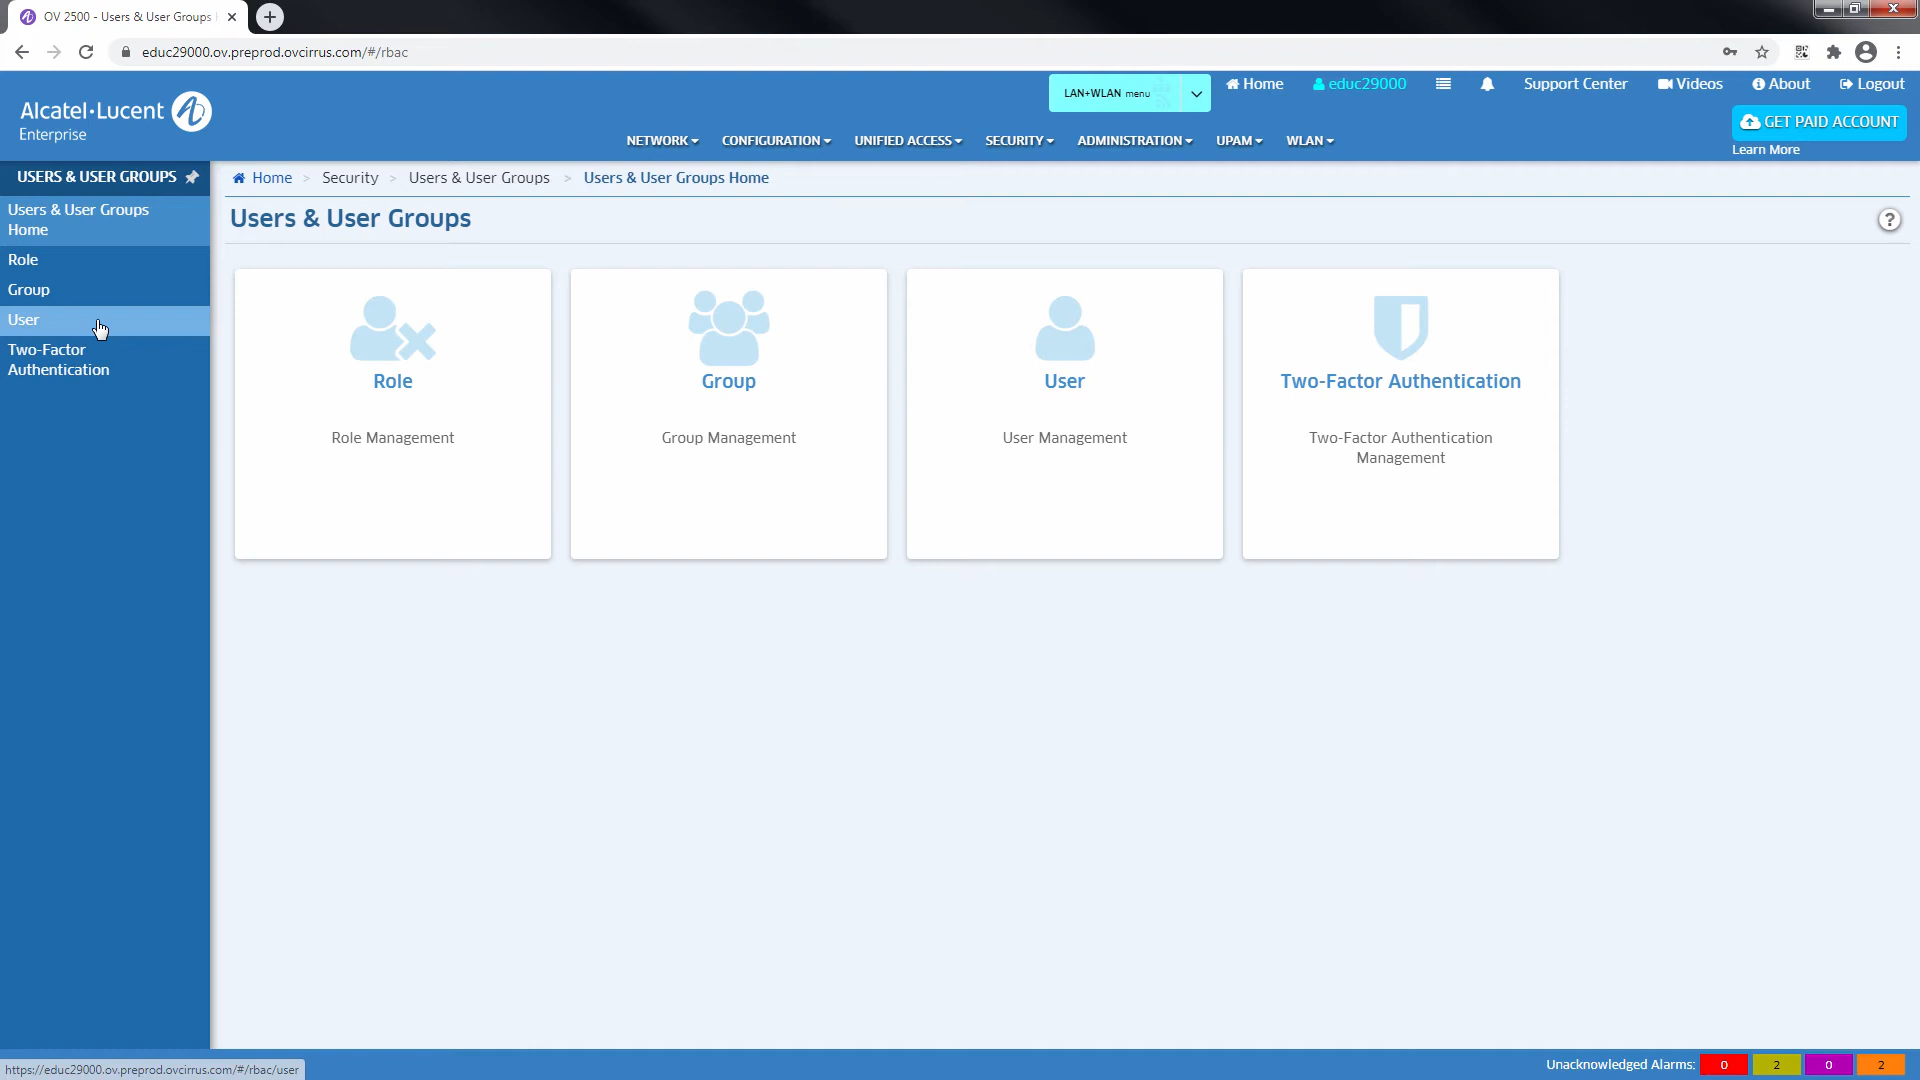 OV 2500 - Users & User Groups
educ29000.ov.preprod.ovcirrus.com/#/rbac
LAN+WLAN menu
Home
educ29000
Support Center
Videos
About
Logout
Alcatel·Lucent
Enterprise
GET PAID ACCOUNT
Learn More
NETWORK
CONFIGURATION
UNIFIED ACCESS
SECURITY
ADMINISTRATION
UPAM
WLAN
USERS & USER GROUPS
Users & User Groups
Home
Role
Group
User
Two-Factor
Authentication
Home > Security > Users & User Groups > Users & User Groups Home
Users & User Groups
?
Role
Role Management
Group
Group Management
User
User Management
Two-Factor Authentication
Two-Factor Authentication
Management
https://educ29000.ov.preprod.ovcirrus.com/#/rbac/user
Unacknowledged Alarms: 0 2 0 2